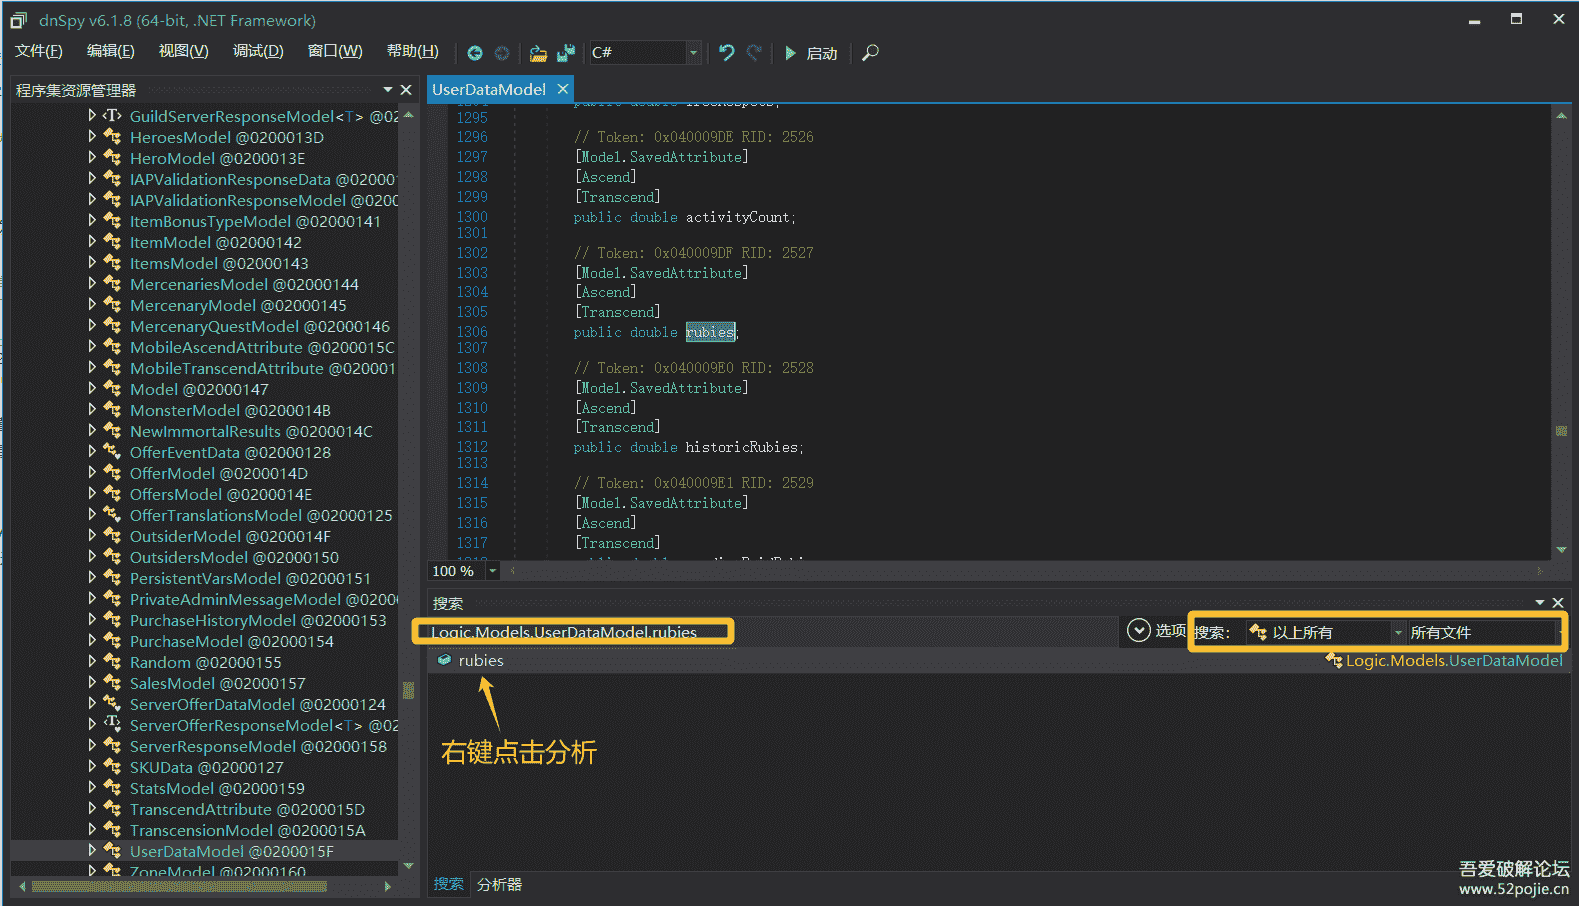 dnSpy v6.1.8 (64-bit, .NET Framework)
文件(F) 编辑(E) 视图(V) 调试(D) 窗口(W) 帮助(H) C# 启动
程序集资源管理器
GuildServerResponseModel<T> @02
HeroesModel @0200013D
HeroModel @0200013E
IAPValidationResponseData @02000
IAPValidationResponseModel @0200
ItemBonusTypeModel @02000141
ItemModel @02000142
ItemsModel @02000143
MercenariesModel @02000144
MercenaryModel @02000145
MercenaryQuestModel @02000146
MobileAscendAttribute @0200015C
MobileTranscendAttribute @020001
Model @02000147
MonsterModel @0200014B
NewImmortalResults @0200014C
OfferEventData @02000128
OfferModel @0200014D
OffersModel @0200014E
OfferTranslationsModel @02000125
OutsiderModel @0200014F
OutsidersModel @02000150
PersistentVarsModel @02000151
PrivateAdminMessageModel @0200
PurchaseHistoryModel @02000153
PurchaseModel @02000154
Random @02000155
SalesModel @02000157
ServerOfferDataModel @02000124
ServerOfferResponseModel<T> @02
ServerResponseModel @02000158
SKUData @02000127
StatsModel @02000159
TranscendAttribute @0200015D
TranscensionModel @0200015A
UserDataModel @0200015F
ZoneModel @02000160
UserDataModel
1295
1296 // Token: 0x040009DE RID: 2526
1297 [Model.SavedAttribute]
1298 [Ascend]
1299 [Transcend]
1300 public double activityCount;
1301
1302 // Token: 0x040009DF RID: 2527
1303 [Model.SavedAttribute]
1304 [Ascend]
1305 [Transcend]
1306 public double rubies;
1307
1308 // Token: 0x040009E0 RID: 2528
1309 [Model.SavedAttribute]
1310 [Ascend]
1311 [Transcend]
1312 public double historicRubies;
1313
1314 // Token: 0x040009E1 RID: 2529
1315 [Model.SavedAttribute]
1316 [Ascend]
1317 [Transcend]
100 %
搜索
Logic.Models.UserDataModel.rubies 选项 搜索: 以上所有 所有文件
rubies Logic.Models.UserDataModel
右键点击分析
搜索 分析器
吾爱破解论坛
www.52pojie.cn